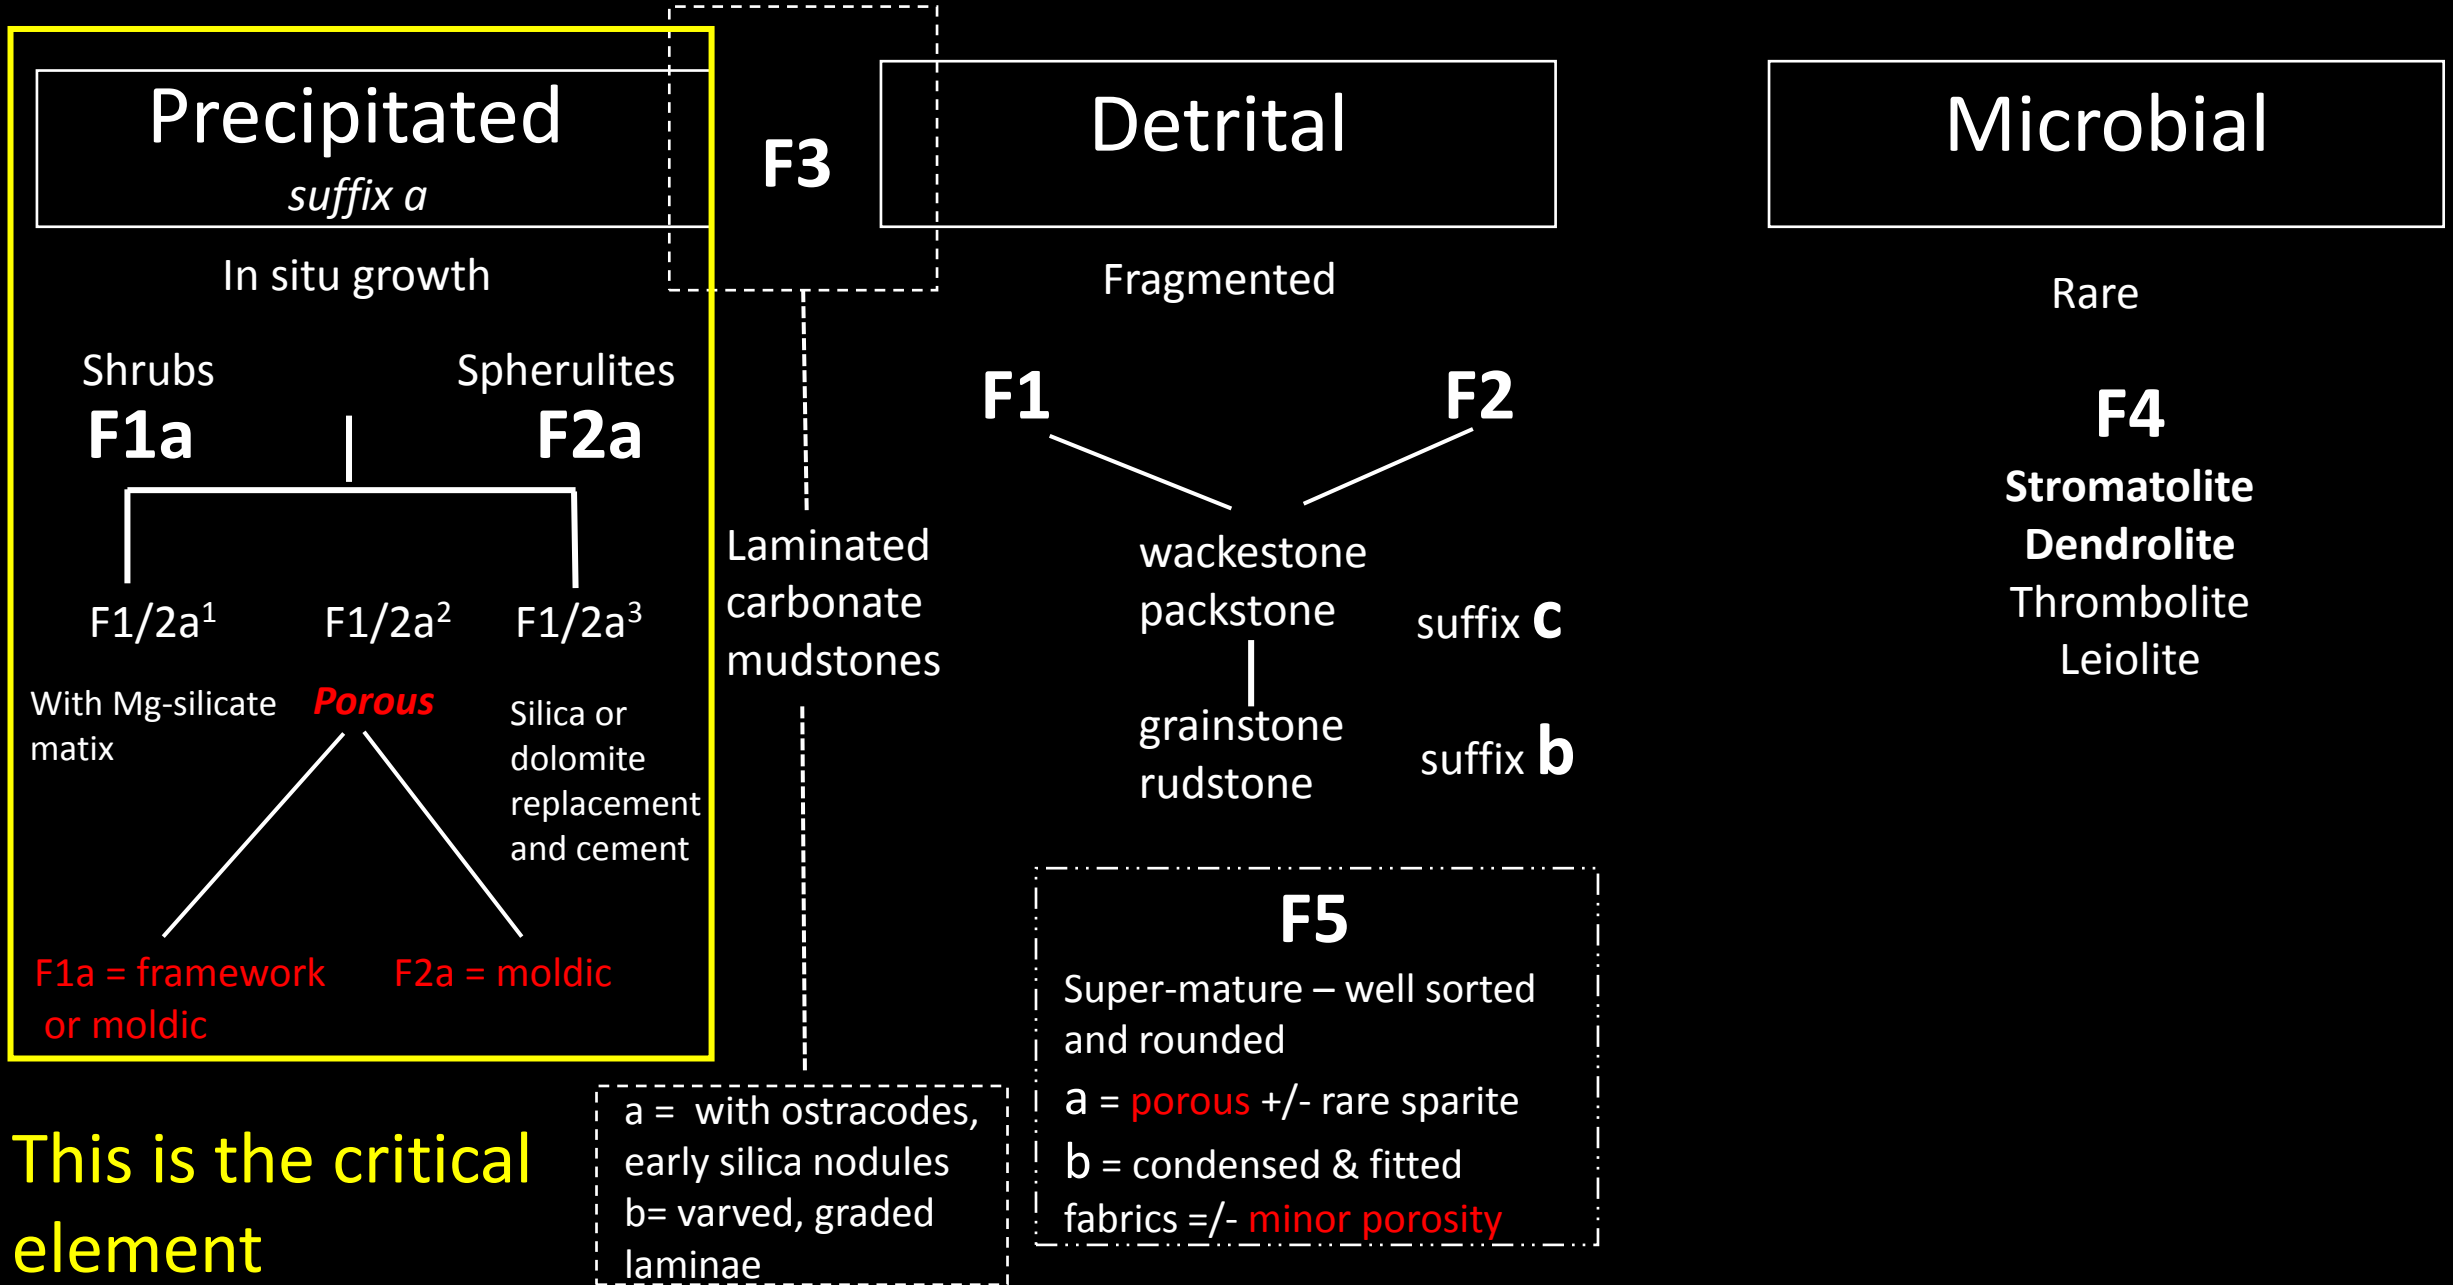 Precipitated
suffix a
In situ growth
Shrubs
Spherulites
F1a
F2a
F1/2a¹
F1/2a²
F1/2a³
With Mg-silicate
matix
Porous
Silica or
dolomite
replacement
and cement
F1a = framework
or moldic
F2a = moldic
This is the critical
element
F3
Laminated
carbonate
mudstones
a = with ostracodes,
early silica nodules
b= varved, graded
laminae
Detrital
Fragmented
F1
F2
wackestone
packstone
suffix c
grainstone
rudstone
suffix b
F5
Super-mature – well sorted
and rounded
a = porous +/- rare sparite
b = condensed & fitted
fabrics =/- minor porosity
Microbial
Rare
F4
Stromatolite
Dendrolite
Thrombolite
Leiolite